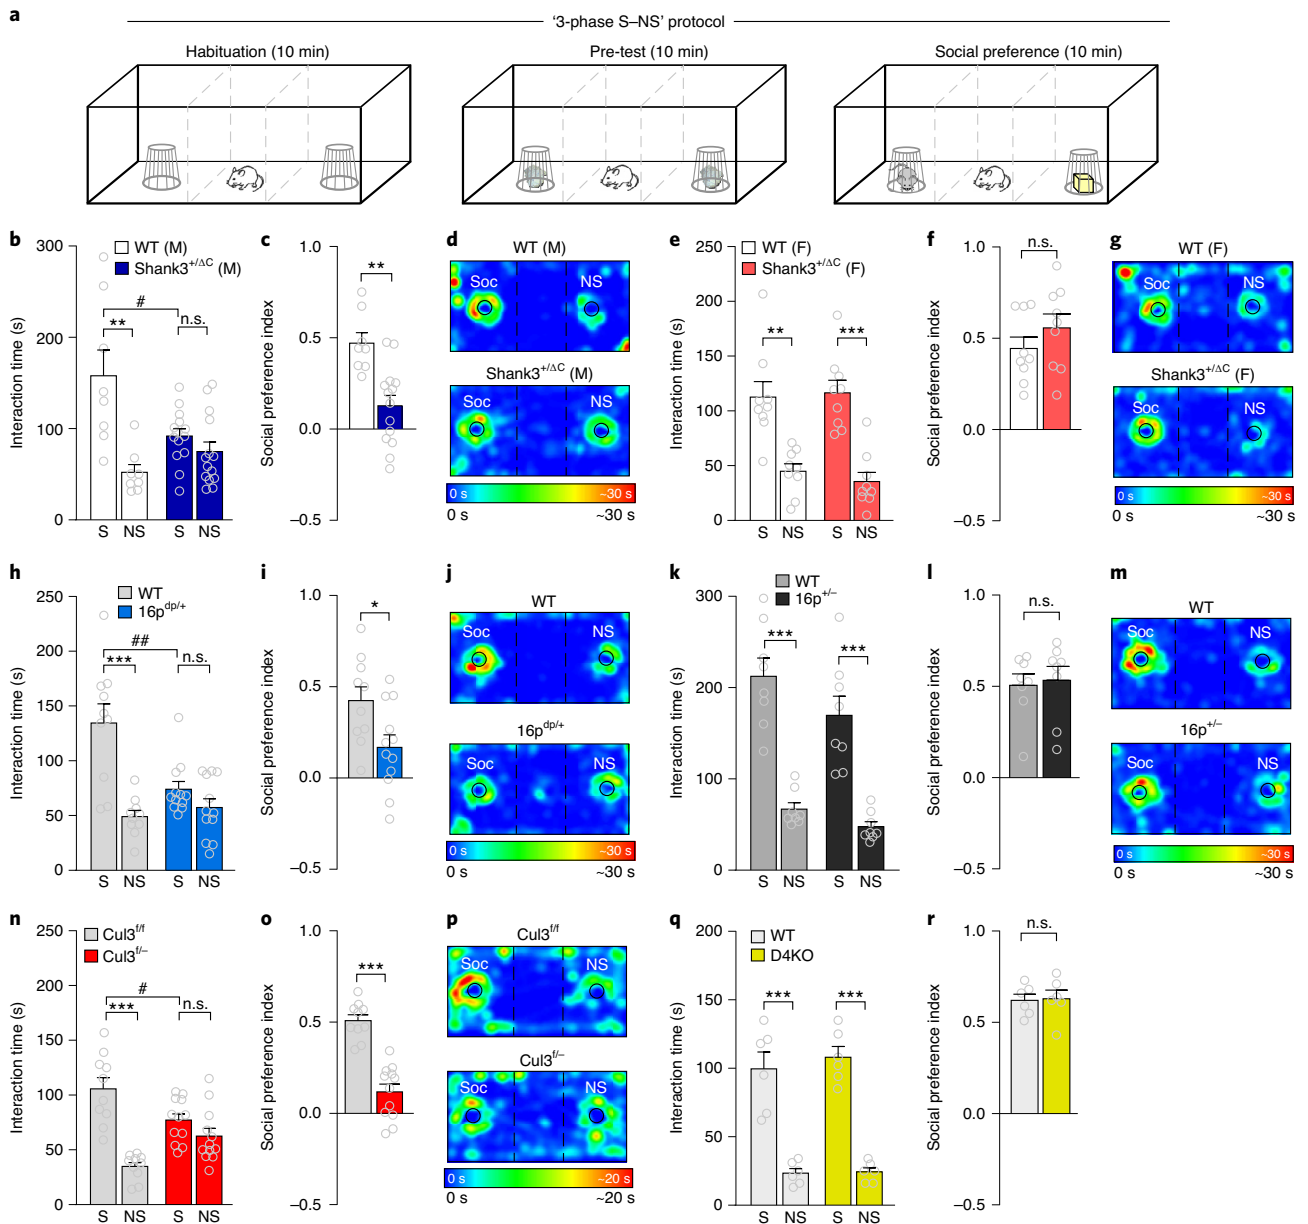 a
‘3-phase S–NS’ protocol
Habituation (10 min)
Pre-test (10 min)
Social preference (10 min)
b
300
200
100
0
Interaction time (s)
WT (M)
Shank3+/ΔC (M)
#
**
n.s.
S NS S NS
c
1.0
0.5
0.0
–0.5
Social preference index
**
d
WT (M)
Soc NS
Shank3+/ΔC (M)
0 s ~30 s
0 s ~30 s
e
250
200
150
100
50
0
Interaction time (s)
WT (F)
Shank3+/ΔC (F)
** ***
S NS S NS
f
1.0
0.5
0.0
–0.5
Social preference index
n.s.
g
WT (F)
Soc NS
Shank3+/ΔC (F)
Soc NS
0 s ~30 s
0 s ~30 s
h
250
200
150
100
50
0
Interaction time (s)
WT
16pdp/+
##
***
n.s.
S NS S NS
i
1.0
0.5
0.0
–0.5
Social preference index
*
j
WT
Soc NS
16pdp/+
Soc NS
0 s ~30 s
0 s ~30 s
k
300
200
100
0
Interaction time (s)
WT
16p+/–
*** ***
S NS S NS
l
1.0
0.5
0.0
–0.5
Social preference index
n.s.
m
WT
Soc NS
16p+/–
Soc NS
0 s ~30 s
0 s ~30 s
n
250
200
150
100
50
0
Interaction time (s)
Cul3f/f
Cul3f/–
#
***
n.s.
S NS S NS
o
1.0
0.5
0.0
–0.5
Social preference index
***
p
Cul3f/f
Soc NS
Cul3f/–
Soc NS
0 s ~20 s
0 s ~20 s
q
200
150
100
50
0
Interaction time (s)
WT
D4KO
*** ***
S NS S NS
r
1.0
0.5
0.0
–0.5
Social preference index
n.s.